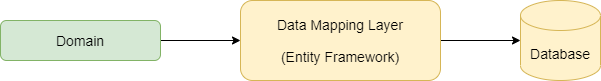 Domain
Data Mapping Layer
(Entity Framework)
Database